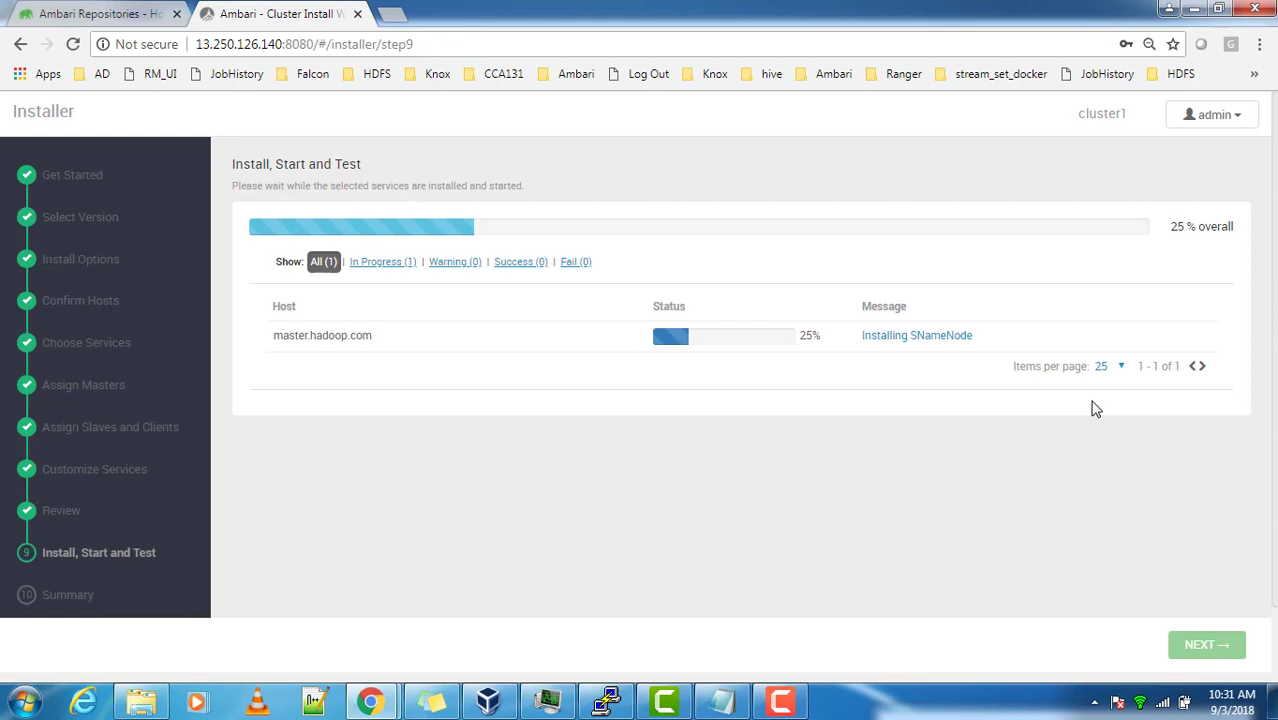 Ambari Repositories - Ho
Ambari - Cluster Install W
Not secure 13.250.126.140:8080/#/installer/step9
Apps AD RM_UI JobHistory Falcon HDFS Knox CCA131 Ambari Log Out Knox hive Ambari Ranger stream_set_docker JobHistory HDFS »
Installer
cluster1
admin
Get Started
Select Version
Install Options
Confirm Hosts
Choose Services
Assign Masters
Assign Slaves and Clients
Customize Services
Review
9 Install, Start and Test
10 Summary
Install, Start and Test
Please wait while the selected services are installed and started.
25 % overall
Show: All (1) | In Progress (1) | Warning (0) | Success (0) | Fail (0)
Host Status Message
master.hadoop.com 25% Installing SNameNode
Items per page: 25 1 - 1 of 1
NEXT →
10:31 AM
9/3/2018